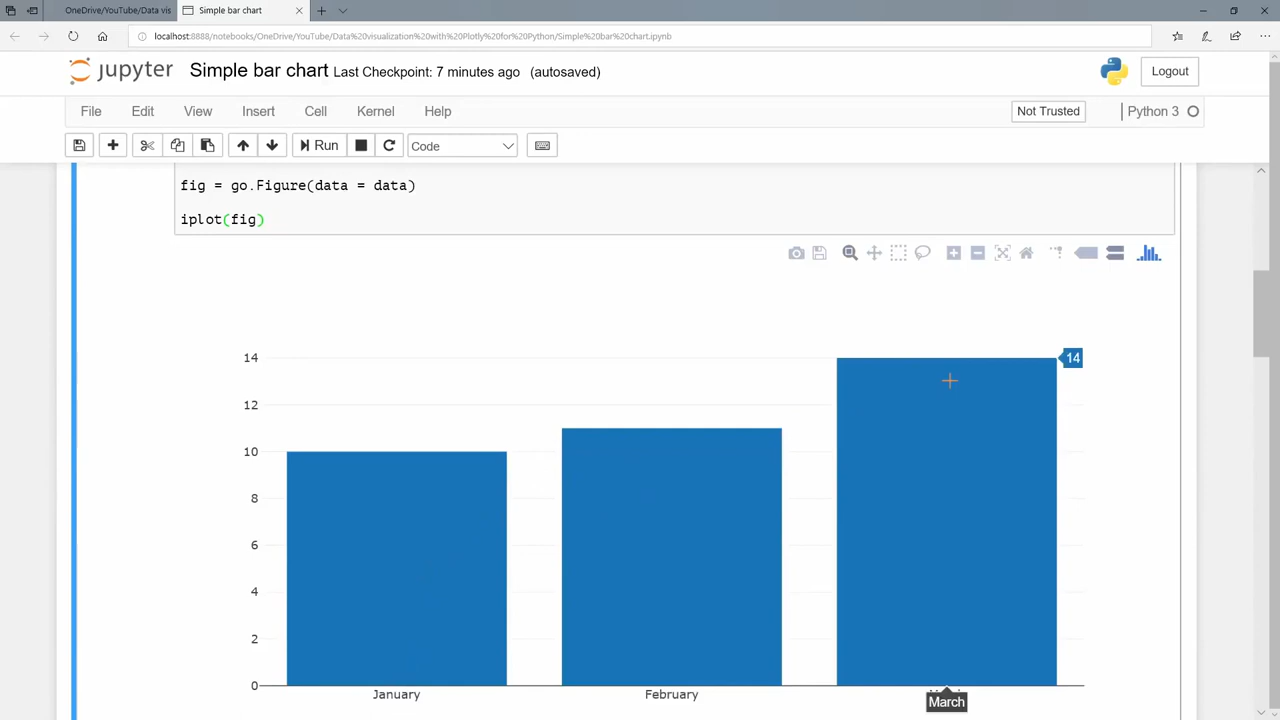 OneDrive/YouTube/Data vis
Simple bar chart
localhost:8888/notebooks/OneDrive/YouTube/Data%20visualization%20with%20Plotly%20for%20Python/Simple%20bar%20chart.ipynb
jupyter Simple bar chart Last Checkpoint: 7 minutes ago (autosaved)
Logout
File Edit View Insert Cell Kernel Help
Not Trusted
Python 3
Run
Code
fig = go.Figure(data = data)
iplot(fig)
14
14
12
10
8
6
4
2
0
January February
March